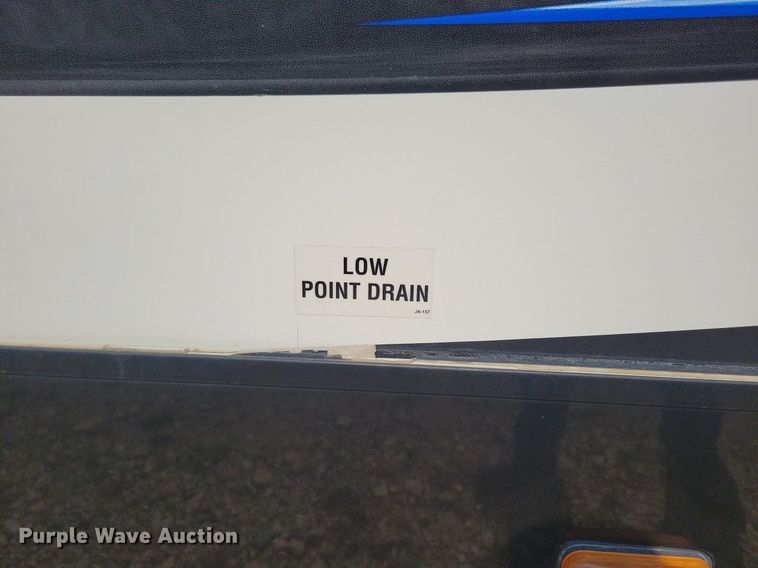 LOW
POINT DRAIN
JA-157
Purple Wave Auction